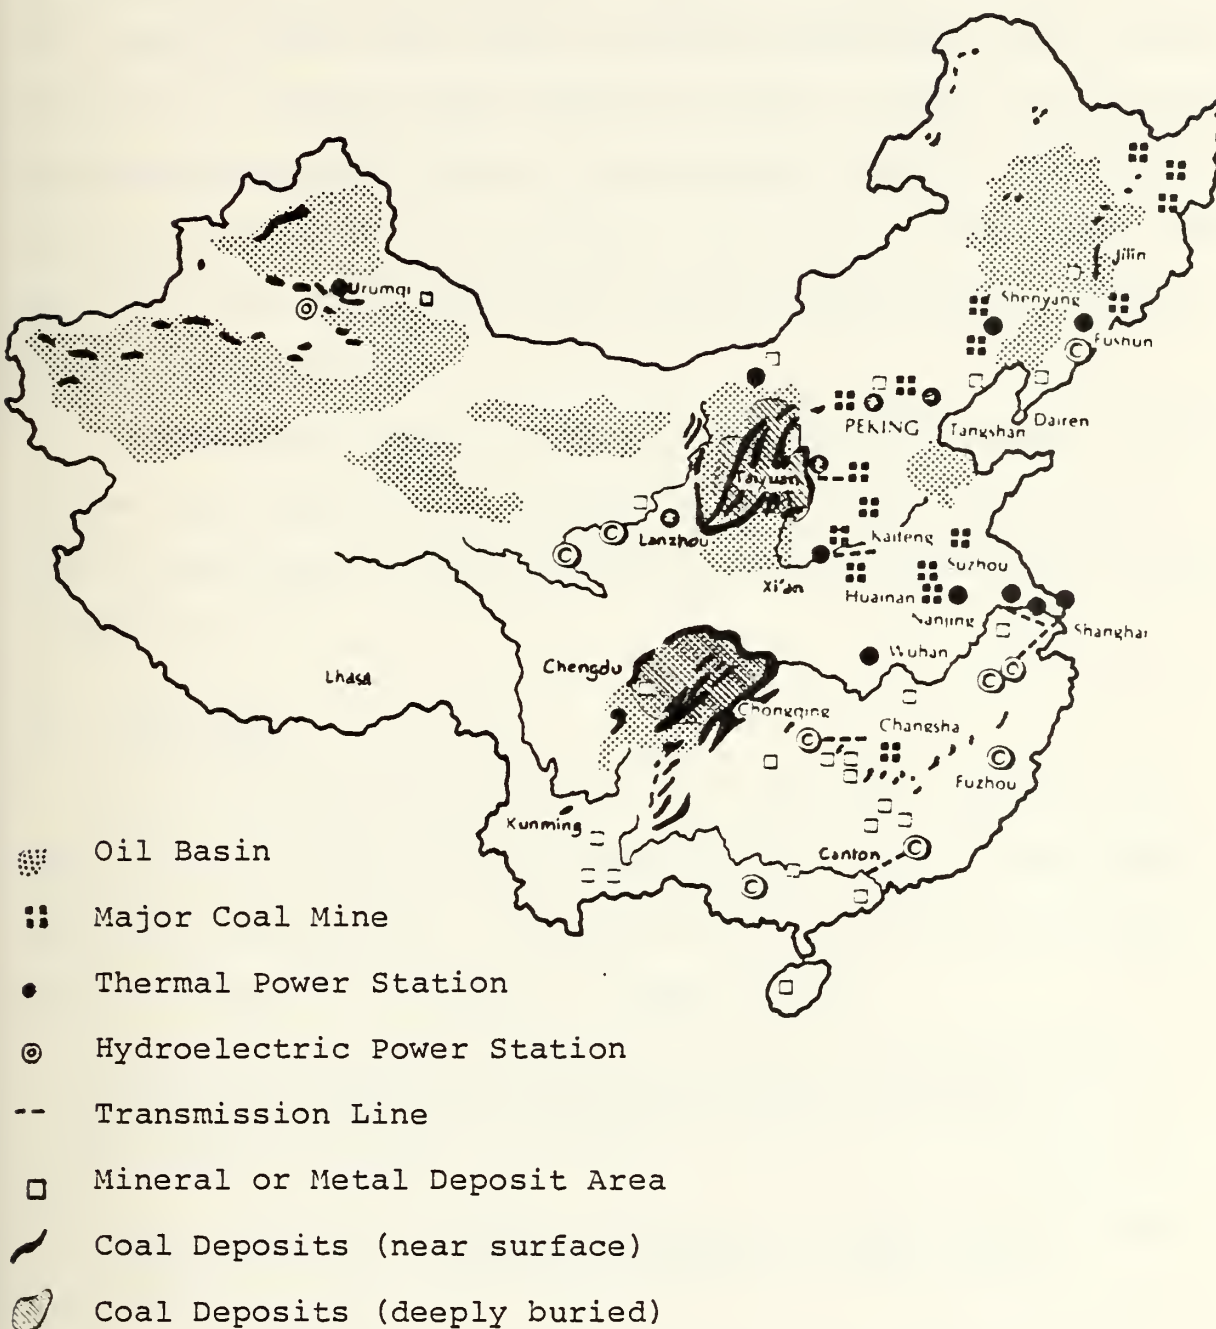 Urumqi
Jilin
Shenyang
Fushun
PEKING
Tangshan
Dairen
Taiyuan
Lanzhou
Kaifeng
Xi'an
Suzhou
Huainan
Nanjing
Shanghai
Wuhan
Chengdu
Lhasa
Chongqing
Changsha
Fuzhou
Kunming
Canton
Oil Basin
Major Coal Mine
Thermal Power Station
Hydroelectric Power Station
Transmission Line
Mineral or Metal Deposit Area
Coal Deposits (near surface)
Coal Deposits (deeply buried)